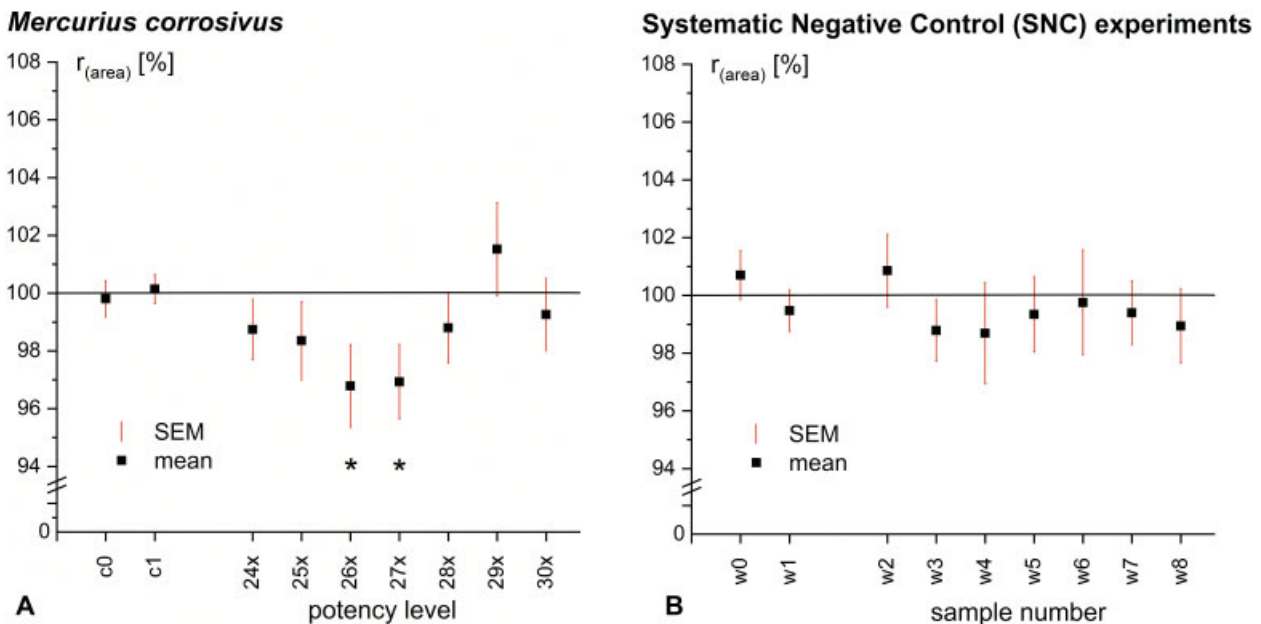 Mercurius corrosivus
r(area) [%]
108
106
104
102
100
98
96
94
0
SEM
mean
* *
c0 c1 24x 25x 26x 27x 28x 29x 30x
A
potency level
Systematic Negative Control (SNC) experiments
r(area) [%]
108
106
104
102
100
98
96
94
0
SEM
mean
w0 w1 w2 w3 w4 w5 w6 w7 w8
B
sample number